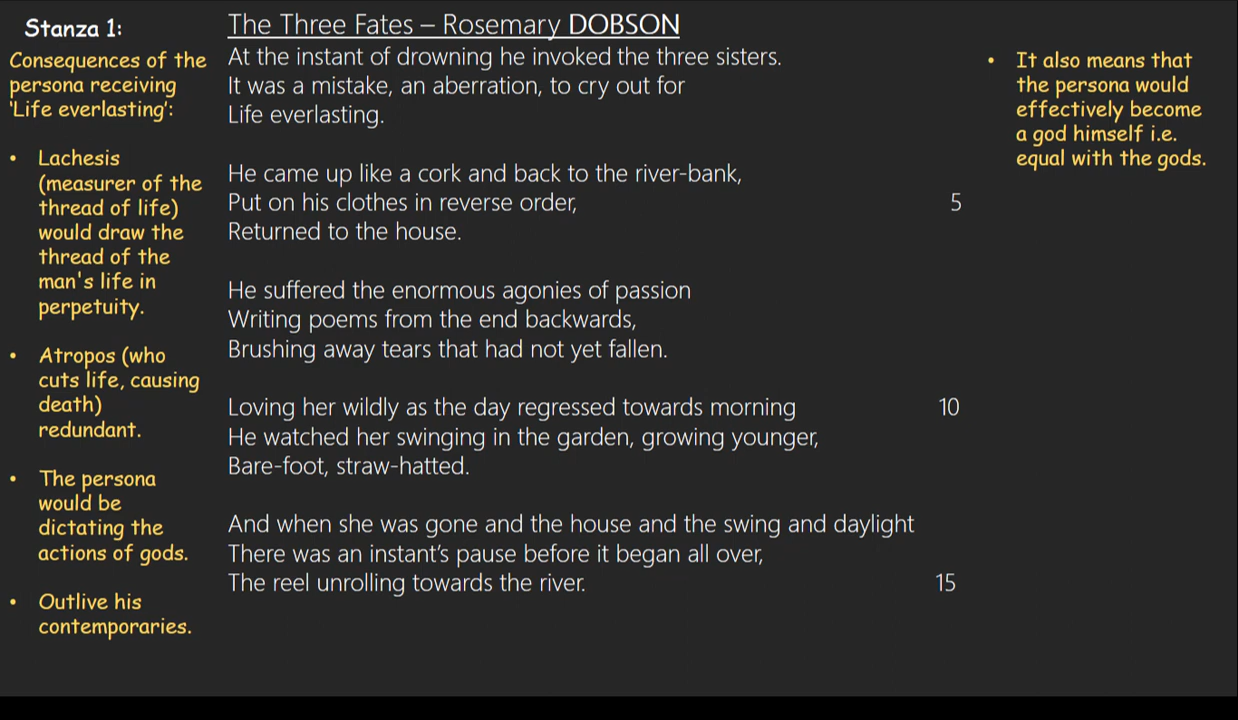 Stanza 1:
Consequences of the
persona receiving
'Life everlasting':
• Lachesis
(measurer of the
thread of life)
would draw the
thread of the
man's life in
perpetuity.
• Atropos (who
cuts life, causing
death)
redundant.
• The persona
would be
dictating the
actions of gods.
• Outlive his
contemporaries.
The Three Fates – Rosemary DOBSON
At the instant of drowning he invoked the three sisters.
It was a mistake, an aberration, to cry out for
Life everlasting.
He came up like a cork and back to the river-bank,
Put on his clothes in reverse order, 5
Returned to the house.
He suffered the enormous agonies of passion
Writing poems from the end backwards,
Brushing away tears that had not yet fallen.
Loving her wildly as the day regressed towards morning 10
He watched her swinging in the garden, growing younger,
Bare-foot, straw-hatted.
And when she was gone and the house and the swing and daylight
There was an instant's pause before it began all over,
The reel unrolling towards the river. 15
• It also means that
the persona would
effectively become
a god himself i.e.
equal with the gods.